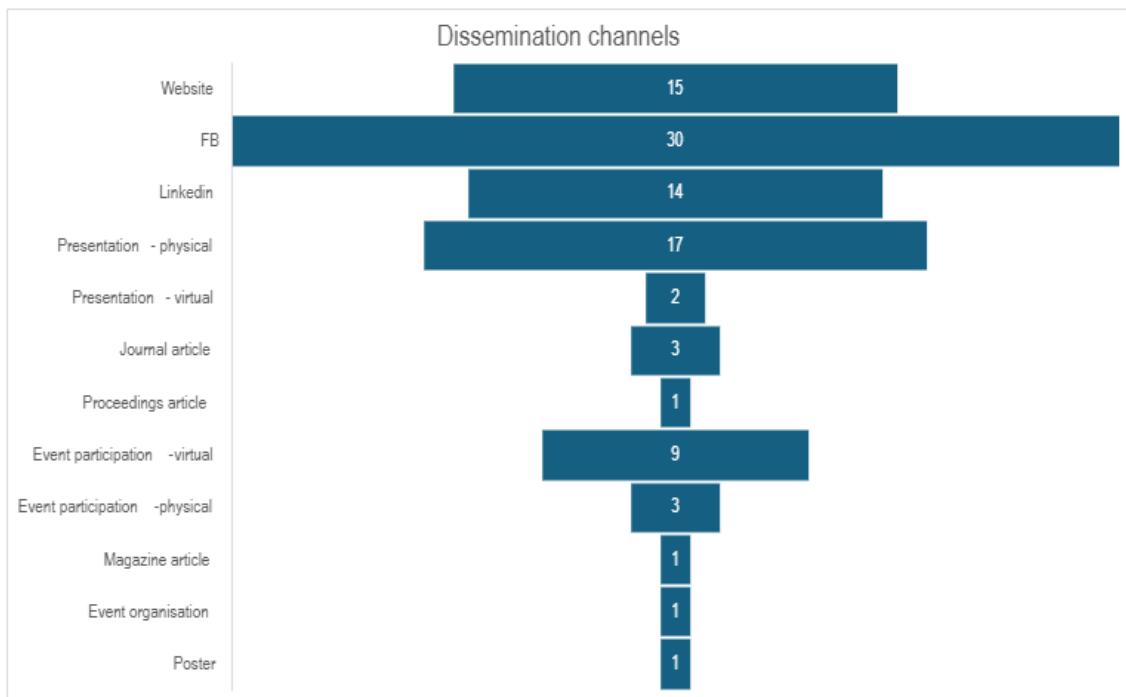 Dissemination channels
Website 15
FB 30
Linkedin 14
Presentation - physical 17
Presentation - virtual 2
Journal article 3
Proceedings article 1
Event participation -virtual 9
Event participation -physical 3
Magazine article 1
Event organisation 1
Poster 1